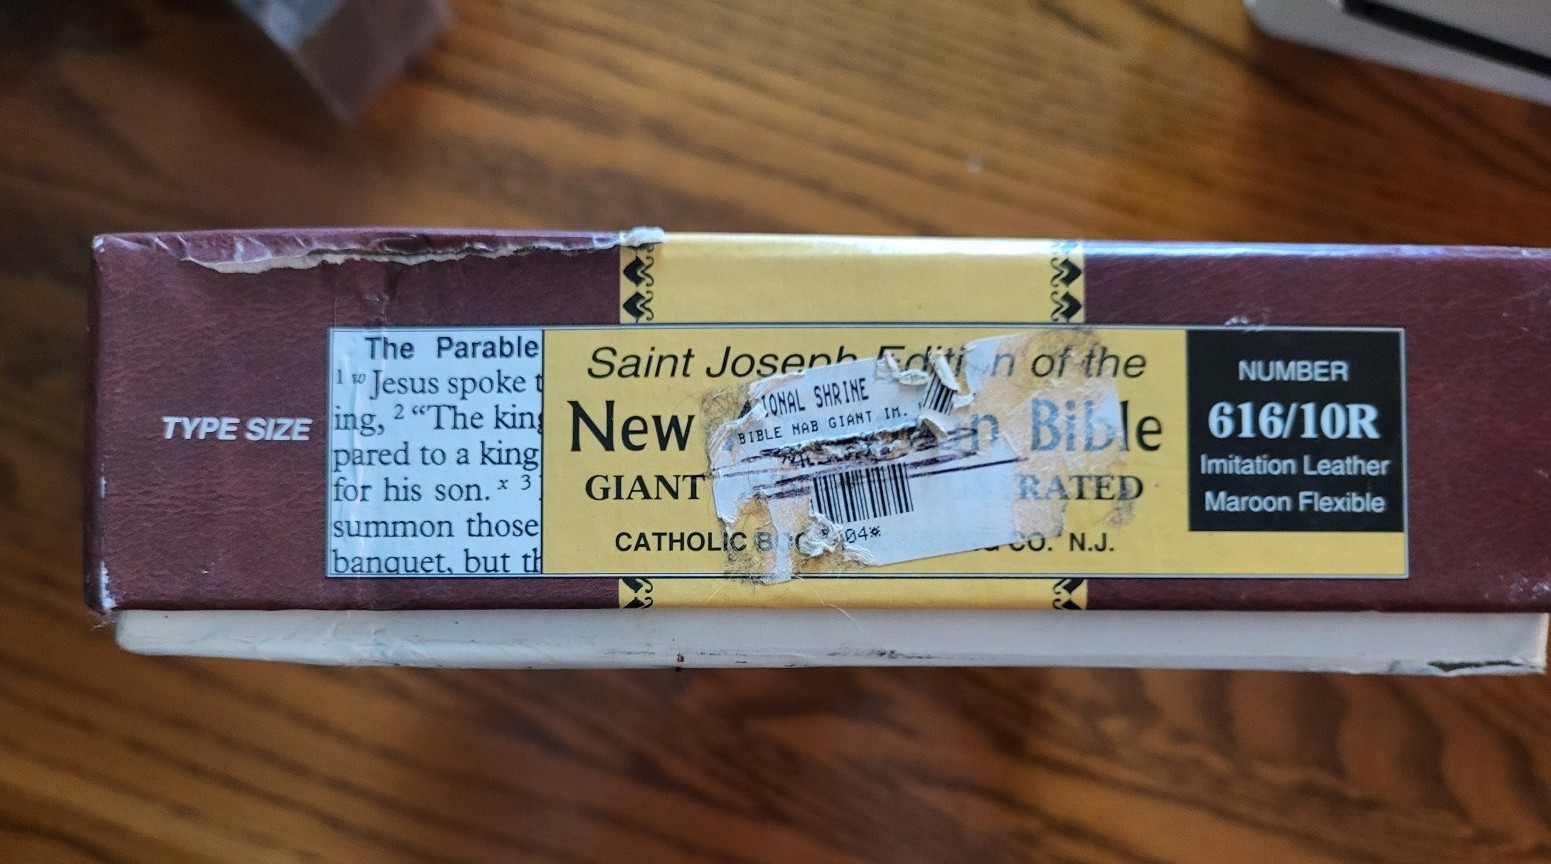 TYPE SIZE
The Parable
1 w Jesus spoke t
ing, 2 “The king
pared to a king
for his son. x 3
summon those
banquet, but th
Saint Joseph Edition of the
New Bible
GIANT RATED
CATHOLIC CO. N.J.
IONAL SHRINE
BIBLE NAB GIANT IM.
04*
NUMBER
616/10R
Imitation Leather
Maroon Flexible